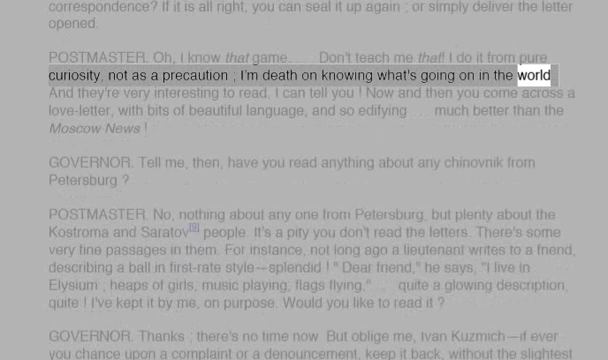 correspondence? If it is all right, you can seal it up again ; or simply deliver the letter
opened.
POSTMASTER. Oh, I know that game. . . . Don't teach me that! I do it from pure
curiosity, not as a precaution ; I'm death on knowing what's going on in the world
And they're very interesting to read, I can tell you ! Now and then you come across a
love-letter, with bits of beautiful language, and so edifying . . . much better than the
Moscow News !
GOVERNOR. Tell me, then, have you read anything about any chinovnik from
Petersburg ?
POSTMASTER. No, nothing about any one from Petersburg, but plenty about the
Kostroma and Saratov people. It's a pity you don't read the letters. There's some
very fine passages in them. For instance, not long ago a lieutenant writes to a friend,
describing a ball in first-rate style—splendid ! " Dear friend," he says, "I live in
Elysium ; heaps of girls, music playing, flags flying," . . . quite a glowing description,
quite ! I've kept it by me, on purpose. Would you like to read it ?
GOVERNOR. Thanks ; there's no time now. But oblige me, Ivan Kuzmich—if ever
you chance upon a complaint or a denouncement, keep it back, without the slightest